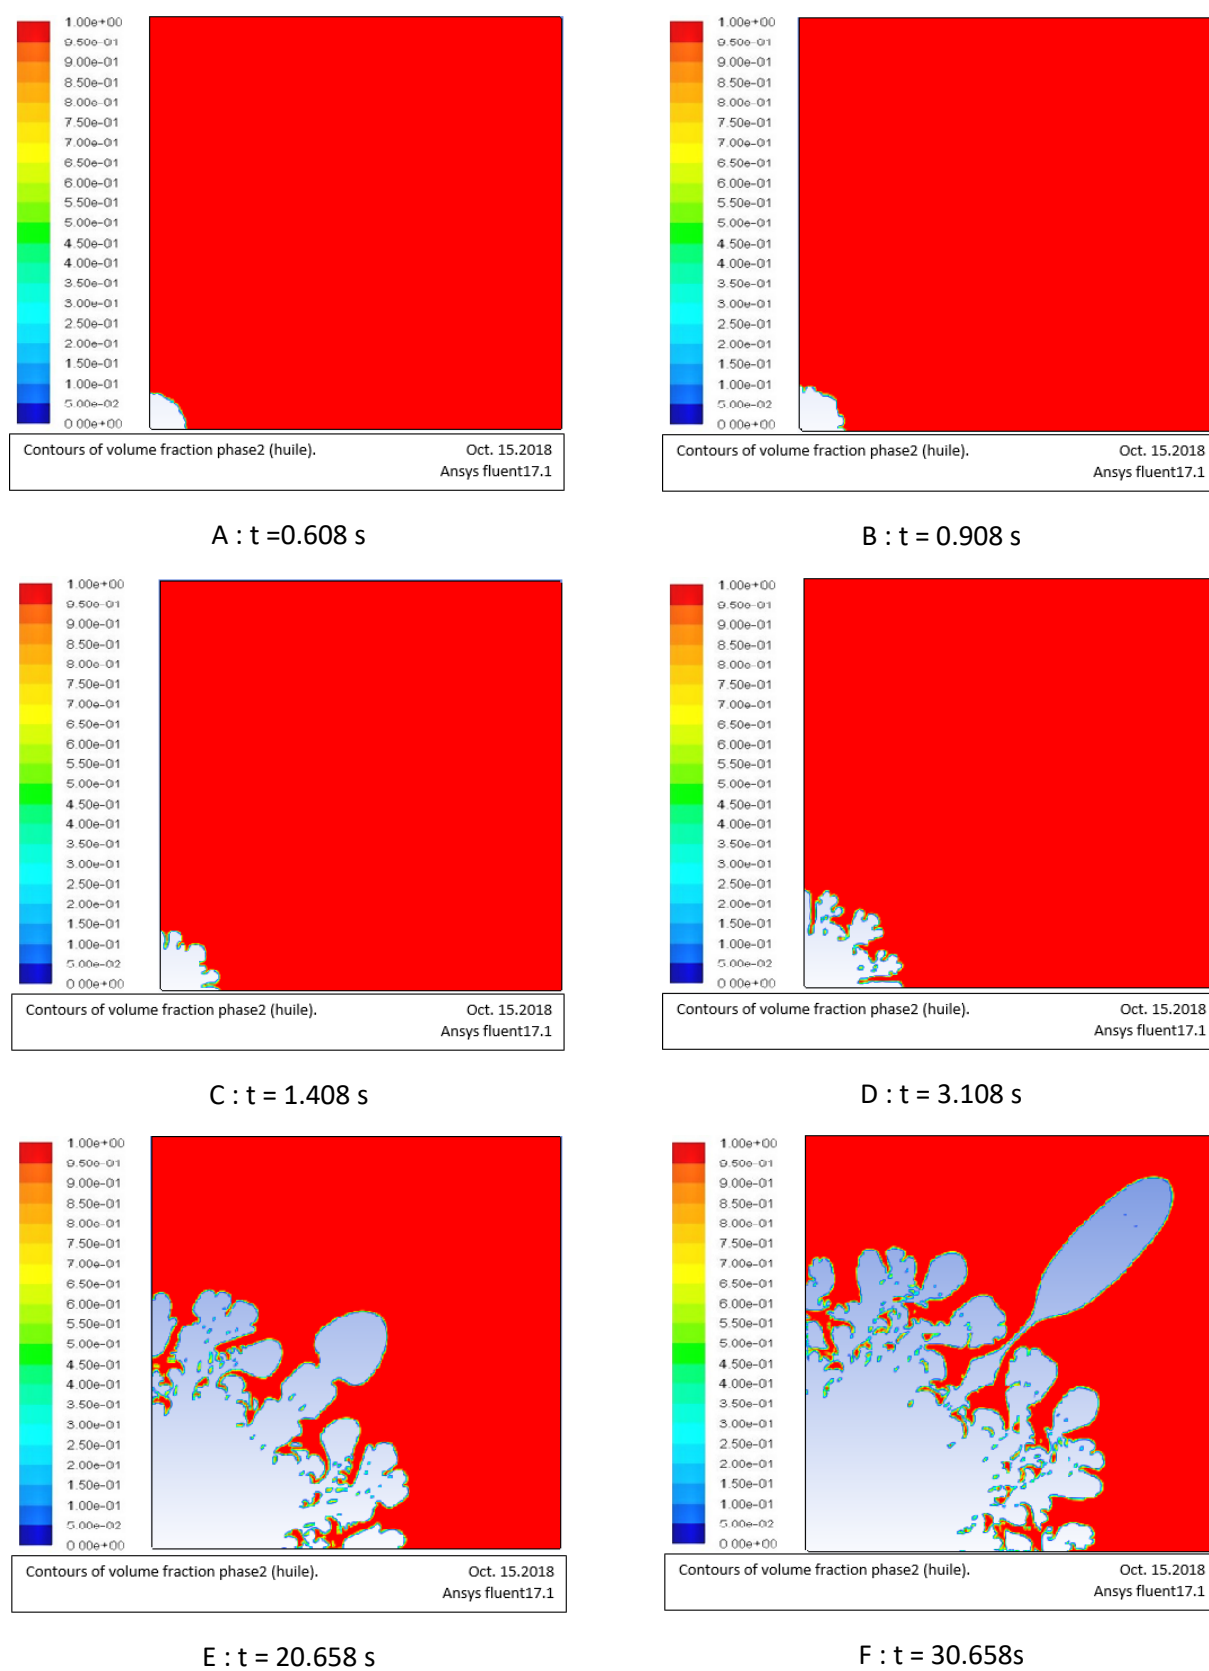 1.00e+00
9.50e-01
9.00e-01
8.50e-01
8.00e-01
7.50e-01
7.00e-01
6.50e-01
6.00e-01
5.50e-01
5.00e-01
4.50e-01
4.00e-01
3.50e-01
3.00e-01
2.50e-01
2.00e-01
1.50e-01
1.00e-01
5.00e-02
0.00e+00
Contours of volume fraction phase2 (huile). Oct. 15.2018
Ansys fluent17.1
A : t =0.608 s
1.00e+00
9.50e-01
9.00e-01
8.50e-01
8.00e-01
7.50e-01
7.00e-01
6.50e-01
6.00e-01
5.50e-01
5.00e-01
4.50e-01
4.00e-01
3.50e-01
3.00e-01
2.50e-01
2.00e-01
1.50e-01
1.00e-01
5.00e-02
0.00e+00
Contours of volume fraction phase2 (huile). Oct. 15.2018
Ansys fluent17.1
B : t = 0.908 s
1.00e+00
9.50e-01
9.00e-01
8.50e-01
8.00e-01
7.50e-01
7.00e-01
6.50e-01
6.00e-01
5.50e-01
5.00e-01
4.50e-01
4.00e-01
3.50e-01
3.00e-01
2.50e-01
2.00e-01
1.50e-01
1.00e-01
5.00e-02
0.00e+00
Contours of volume fraction phase2 (huile). Oct. 15.2018
Ansys fluent17.1
C : t = 1.408 s
1.00e+00
9.50e-01
9.00e-01
8.50e-01
8.00e-01
7.50e-01
7.00e-01
6.50e-01
6.00e-01
5.50e-01
5.00e-01
4.50e-01
4.00e-01
3.50e-01
3.00e-01
2.50e-01
2.00e-01
1.50e-01
1.00e-01
5.00e-02
0.00e+00
Contours of volume fraction phase2 (huile). Oct. 15.2018
Ansys fluent17.1
D : t = 3.108 s
1.00e+00
9.50e-01
9.00e-01
8.50e-01
8.00e-01
7.50e-01
7.00e-01
6.50e-01
6.00e-01
5.50e-01
5.00e-01
4.50e-01
4.00e-01
3.50e-01
3.00e-01
2.50e-01
2.00e-01
1.50e-01
1.00e-01
5.00e-02
0.00e+00
Contours of volume fraction phase2 (huile). Oct. 15.2018
Ansys fluent17.1
E : t = 20.658 s
1.00e+00
9.50e-01
9.00e-01
8.50e-01
8.00e-01
7.50e-01
7.00e-01
6.50e-01
6.00e-01
5.50e-01
5.00e-01
4.50e-01
4.00e-01
3.50e-01
3.00e-01
2.50e-01
2.00e-01
1.50e-01
1.00e-01
5.00e-02
0.00e+00
Contours of volume fraction phase2 (huile). Oct. 15.2018
Ansys fluent17.1
F : t = 30.658s